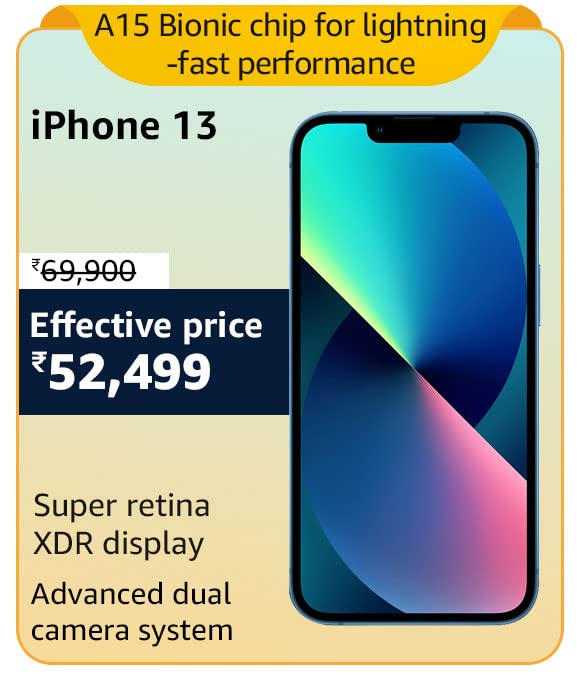 A15 Bionic chip for lightning
-fast performance
iPhone 13
₹69,900
Effective price
₹52,499
Super retina
XDR display
Advanced dual
camera system